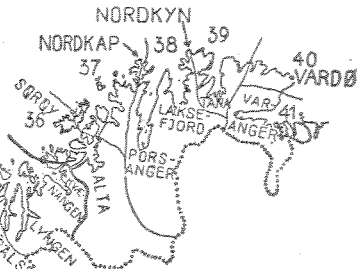 NORDKYN
NORDKAP
38
39
37
40
VARDØ
SØRØY
36
LAKSE-
FJORD
TANA
VAR-
ANGER
41
PORS-
ANGER
ALTA
LYNGEN